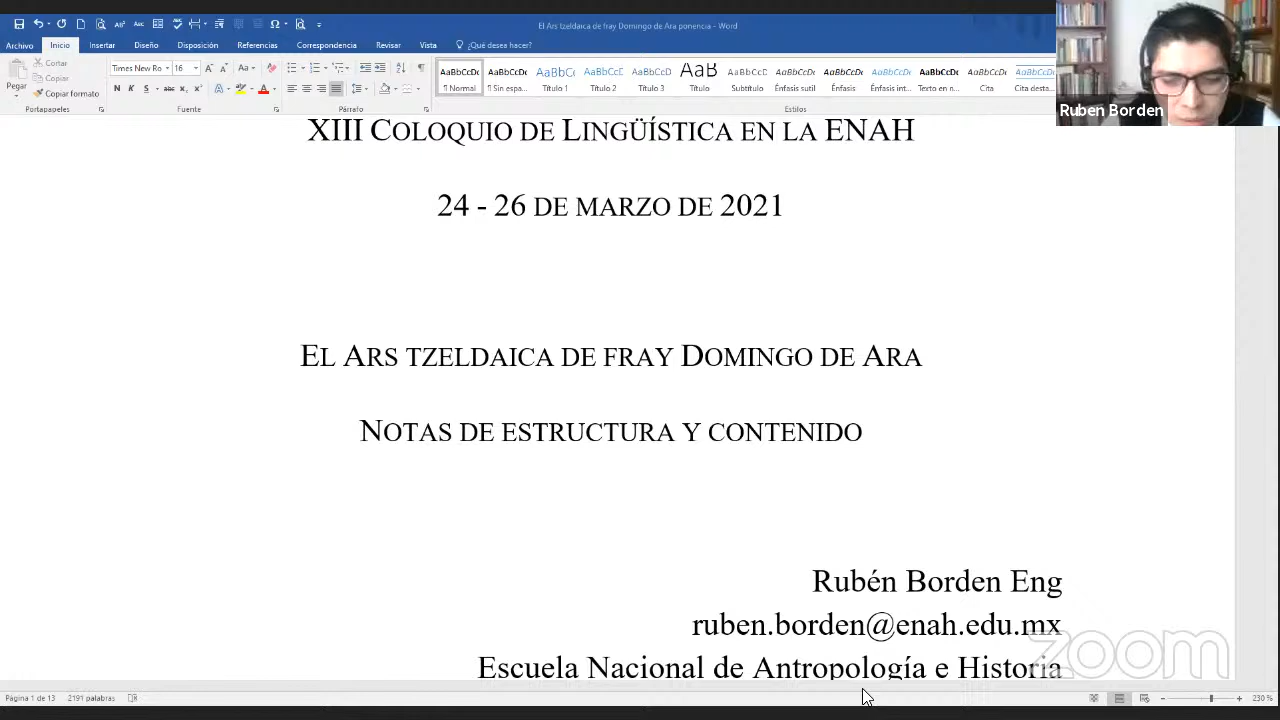 El Ars tzeldaica de fray Domingo de Ara ponencia - Word
Archivo Inicio Insertar Diseño Disposición Referencias Correspondencia Revisar Vista ¿Qué desea hacer?
Pegar
Cortar
Copiar
Copiar formato
Portapapeles
Times New Ro 16
Aa
N K S abc x₂ x²
Fuente
Párrafo
AaBbCcDc AaBbCcDc AaBbCc AaBbCcC AaBbCcD AaB AaBbCcD AaBbCcDc AaBbCcDc AaBbCcDc AaBbCcDc AaBbCcDc AaBbCcDc
¶ Normal ¶ Sin espa... Título 1 Título 2 Título 3 Título Subtítulo Énfasis sutil Énfasis Énfasis int... Texto en n... Cita Cita desta...
Estilos
Ruben Borden
XIII COLOQUIO DE LINGÜÍSTICA EN LA ENAH
24 - 26 DE MARZO DE 2021
EL ARS TZELDAICA DE FRAY DOMINGO DE ARA
NOTAS DE ESTRUCTURA Y CONTENIDO
Rubén Borden Eng
ruben.borden@enah.edu.mx
Escuela Nacional de Antropología e Historia
zoom
Página 1 de 13 2191 palabras
230 %